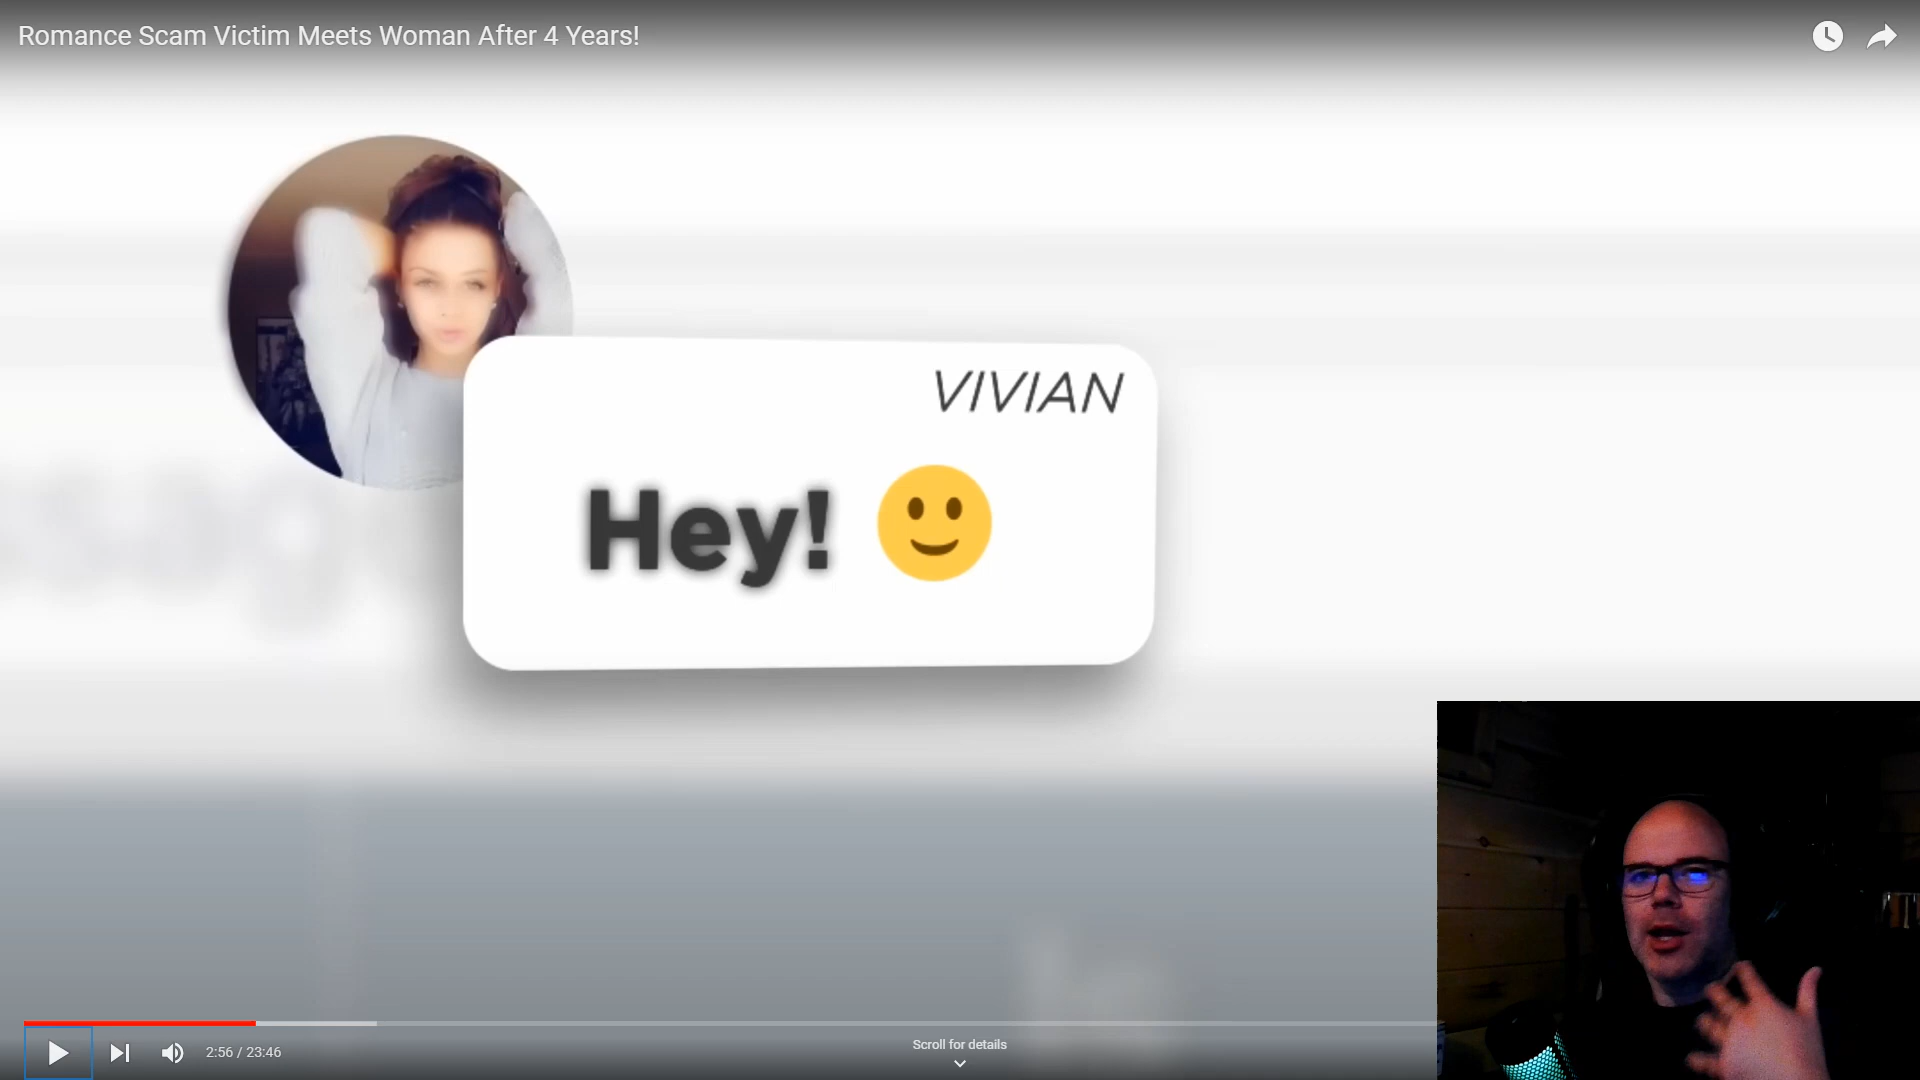 Romance Scam Victim Meets Woman After 4 Years!
VIVIAN
Hey! 🙂
2:56 / 23:46
Scroll for details